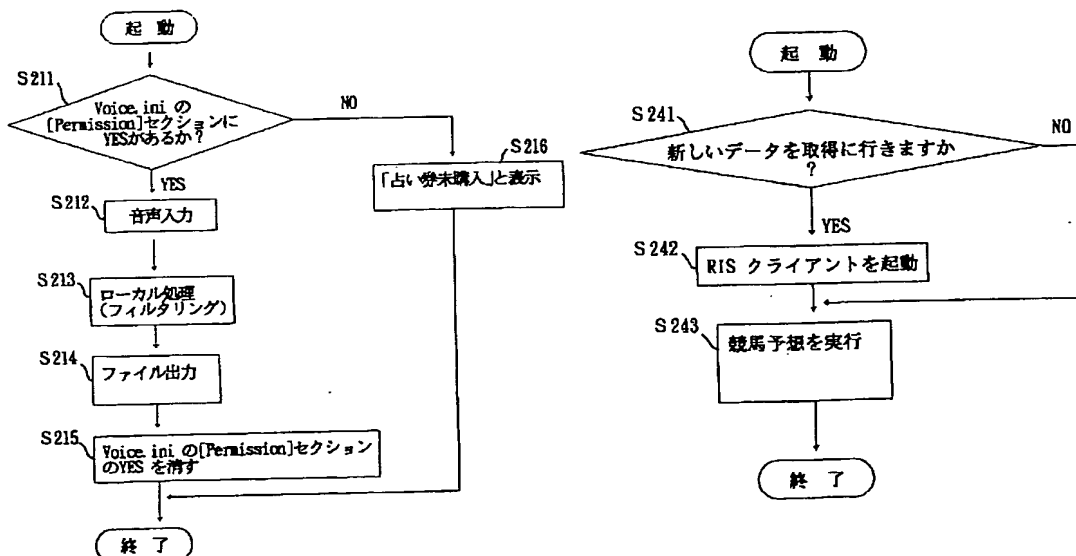 起 動
S211
Voice.ini の
[Permission]セクションに
YESがあるか?
NO
YES
S216
「占い券未購入」と表示
S212
音声入力
S213
ローカル処理
(フィルタリング)
S214
ファイル出力
S215
Voice.ini の[Permission]セクション
のYES を消す
終 了
起 動
S241
NO
新しいデータを取得に行きますか
?
YES
S242
RIS クライアントを起動
S243
競馬予想を実行
終 了